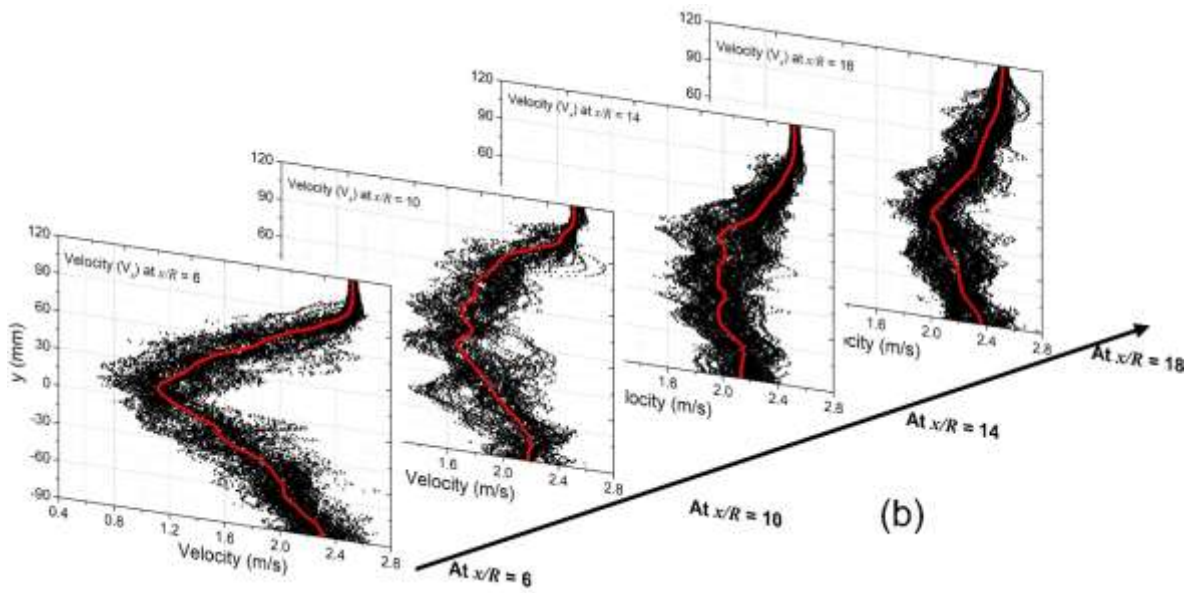 120
90
60
Velocity (Vx) at x/R = 18
1.6
2.0
2.4
2.8
ocity (m/s)
At x/R = 18
120
60
Velocity (Vx) at x/R = 14
1.6
2.0
2.4
2.8
locity (m/s)
At x/R = 14
120
90
60
Velocity (Vx) at x/R = 10
1.6
2.0
2.4
2.8
Velocity (m/s)
At x/R = 10
120
90
60
30
0
-30
-60
-90
y (mm)
Velocity (Vx) at x/R = 6
0.4
0.8
1.2
1.6
2.0
2.4
2.8
Velocity (m/s)
At x/R = 6
(b)